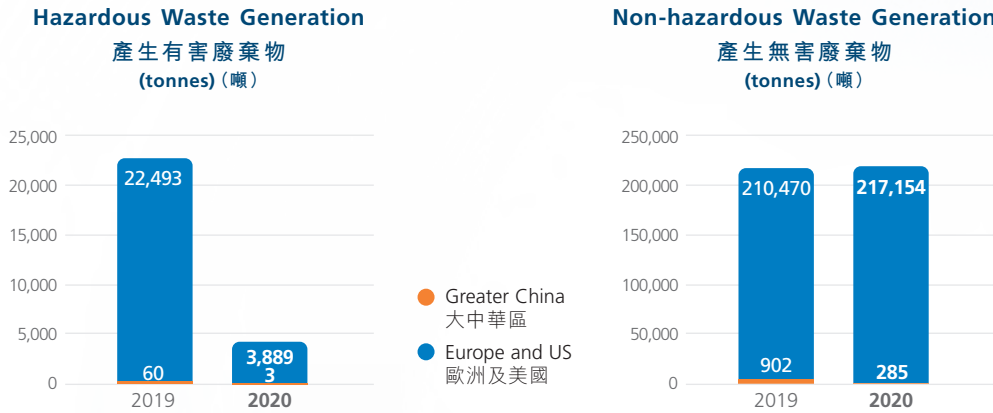 Hazardous Waste Generation
產生有害廢棄物
(tonnes)（噸）
25,000
20,000
15,000
10,000
5,000
0
22,493
60
3,889
3
2019
2020
Greater China
大中華區
Europe and US
歐洲及美國
Non-hazardous Waste Generation
產生無害廢棄物
(tonnes)（噸）
250,000
200,000
150,000
100,000
50,000
0
210,470
902
217,154
285
2019
2020